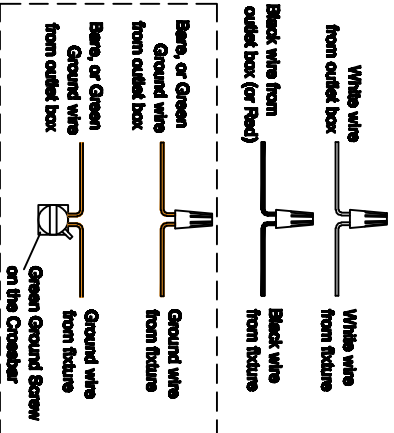 White wire
from outlet box
White wire
from fixture
Black wire from
outlet box (or Red)
Black wire
from fixture
Bare, or Green
Ground wire
from outlet box
Ground wire
from fixture
Bare, or Green
Ground wire
from outlet box
Ground wire
from fixture
Green Ground Screw
on the Crossbar